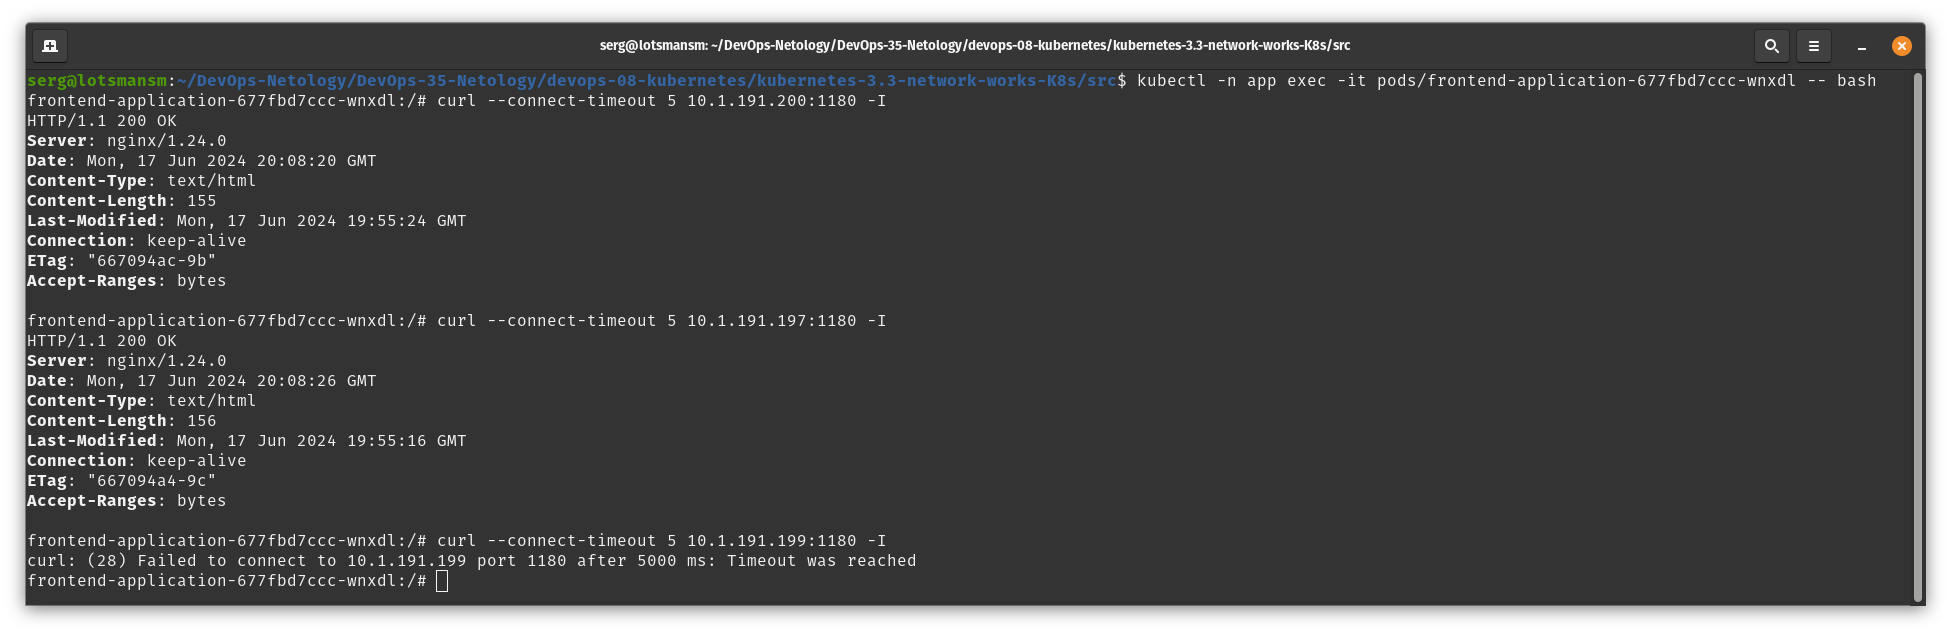 serg@lotsmansm: ~/DevOps-Netology/DevOps-35-Netology/devops-08-kubernetes/kubernetes-3.3-network-works-K8s/src
serg@lotsmansm:~/DevOps-Netology/DevOps-35-Netology/devops-08-kubernetes/kubernetes-3.3-network-works-K8s/src$ kubectl -n app exec -it pods/frontend-application-677fbd7ccc-wnxdl -- bash
frontend-application-677fbd7ccc-wnxdl:/# curl --connect-timeout 5 10.1.191.200:1180 -I
HTTP/1.1 200 OK
Server: nginx/1.24.0
Date: Mon, 17 Jun 2024 20:08:20 GMT
Content-Type: text/html
Content-Length: 155
Last-Modified: Mon, 17 Jun 2024 19:55:24 GMT
Connection: keep-alive
ETag: "667094ac-9b"
Accept-Ranges: bytes
frontend-application-677fbd7ccc-wnxdl:/# curl --connect-timeout 5 10.1.191.197:1180 -I
HTTP/1.1 200 OK
Server: nginx/1.24.0
Date: Mon, 17 Jun 2024 20:08:26 GMT
Content-Type: text/html
Content-Length: 156
Last-Modified: Mon, 17 Jun 2024 19:55:16 GMT
Connection: keep-alive
ETag: "667094a4-9c"
Accept-Ranges: bytes
frontend-application-677fbd7ccc-wnxdl:/# curl --connect-timeout 5 10.1.191.199:1180 -I
curl: (28) Failed to connect to 10.1.191.199 port 1180 after 5000 ms: Timeout was reached
frontend-application-677fbd7ccc-wnxdl:/#